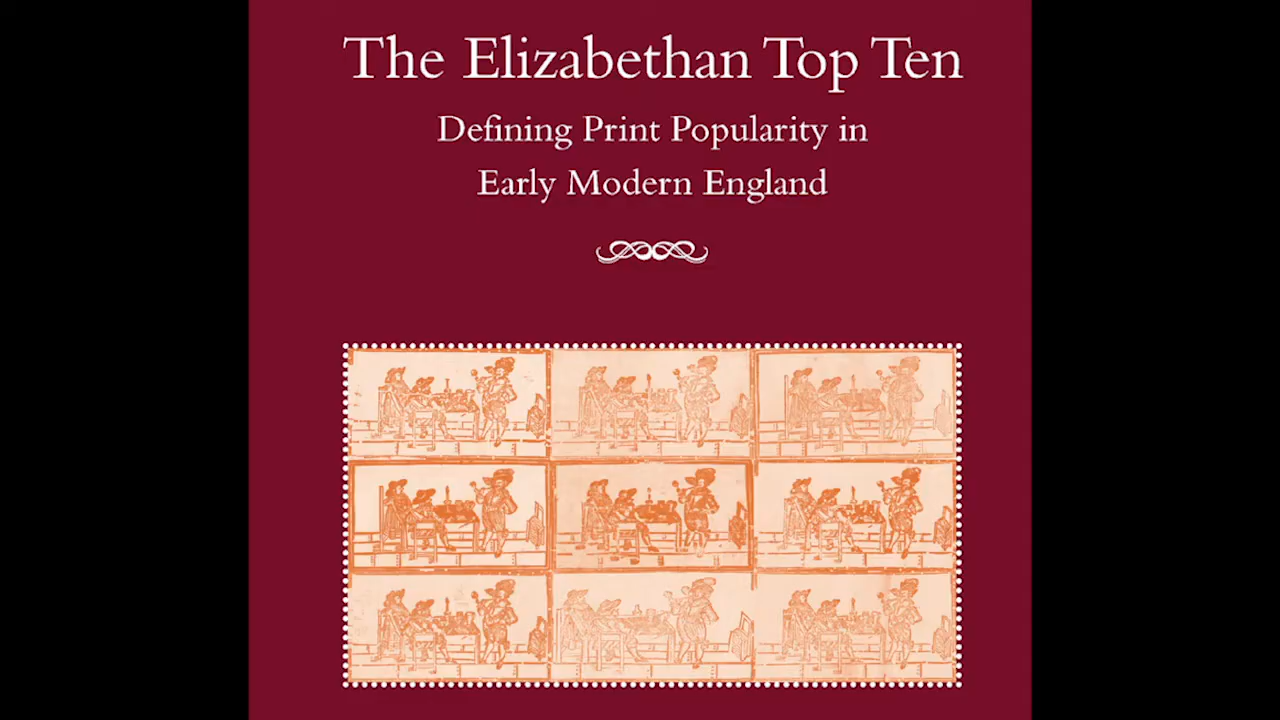 The Elizabethan Top Ten
Defining Print Popularity in
Early Modern England